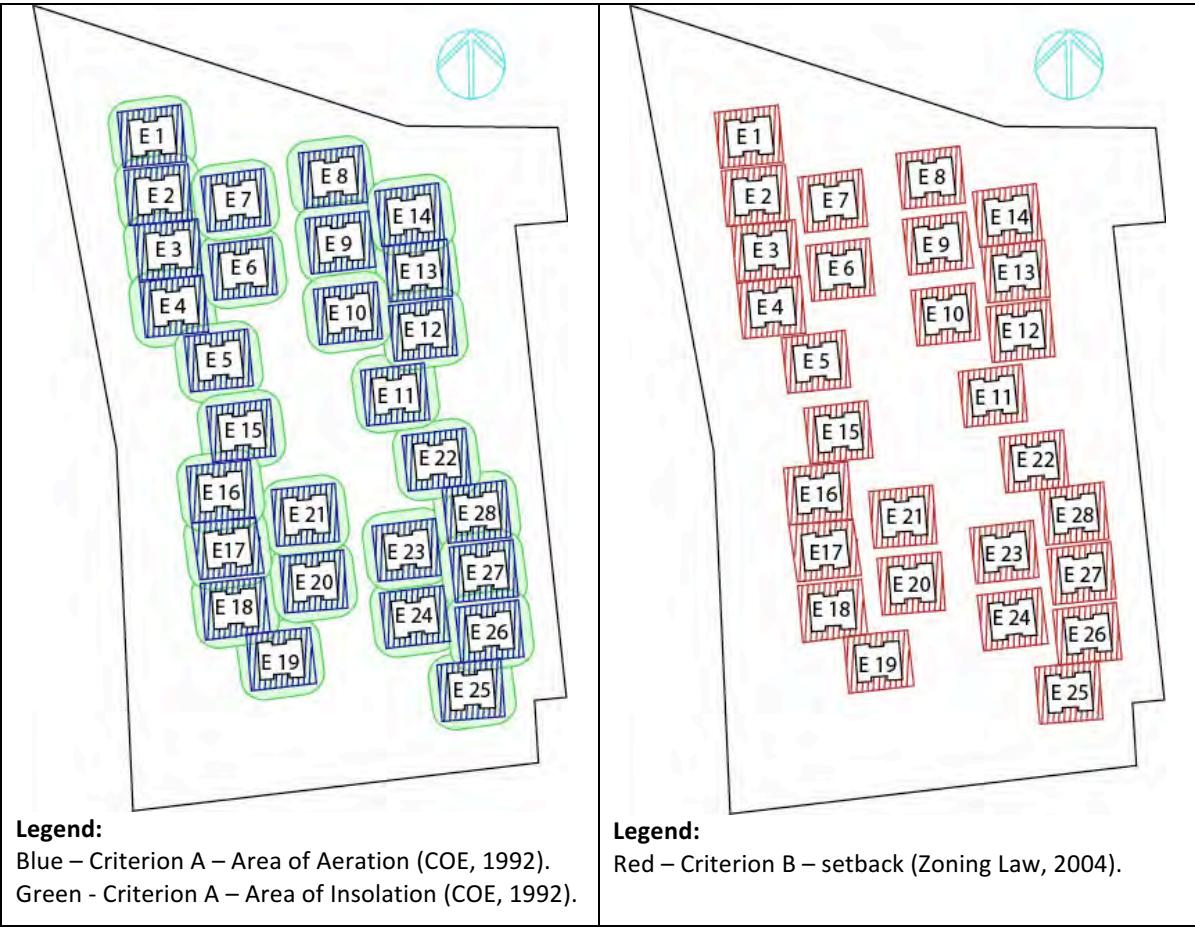 E 1
E 2
E 7
E 8
E 14
E 3
E 6
E 9
E 13
E 4
E 10
E 12
E 5
E 11
E 15
E 22
E 16
E 21
E 28
E17
E 23
E 27
E 20
E 18
E 24
E 26
E 19
E 25
Legend:
Blue – Criterion A – Area of Aeration (COE, 1992).
Green - Criterion A – Area of Insolation (COE, 1992).
E 1
E 2
E 7
E 8
E 14
E 3
E 6
E 9
E 13
E 4
E 10
E 12
E 5
E 11
E 15
E 22
E 16
E 21
E 28
E17
E 23
E 27
E 20
E 18
E 24
E 26
E 19
E 25
Legend:
Red – Criterion B – setback (Zoning Law, 2004).